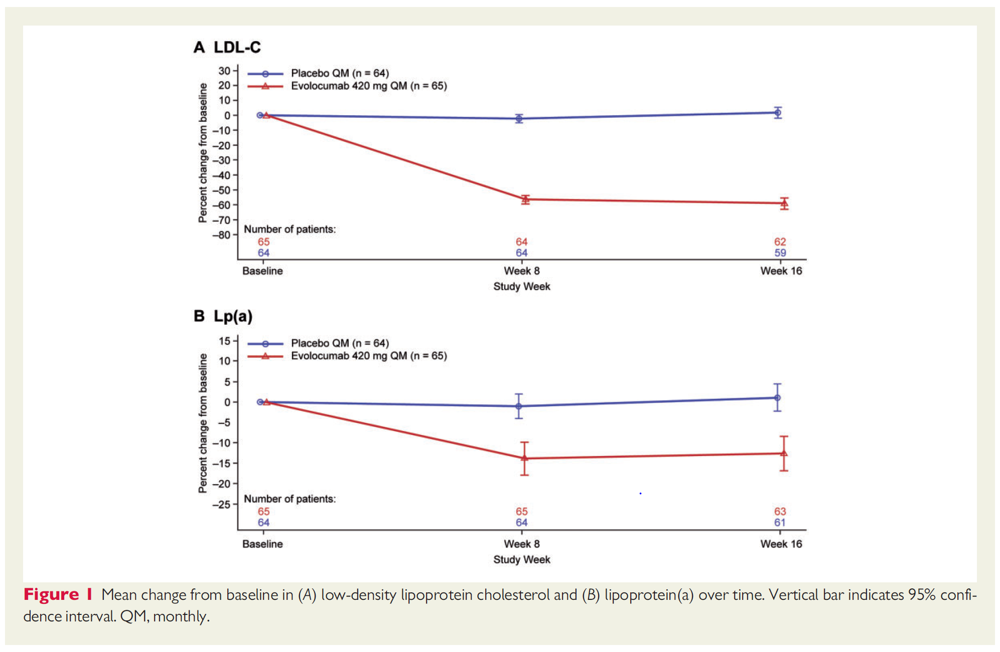 A LDL-C
30
20
10
0
–10
–20
–30
–40
–50
–60
–70
–80
Percent change from baseline
Placebo QM (n = 64)
Evolocumab 420 mg QM (n = 65)
Number of patients:
65 64 62
64 64 59
Baseline Week 8 Week 16
Study Week
B Lp(a)
15
10
5
0
–5
–10
–15
–20
–25
Percent change from baseline
Placebo QM (n = 64)
Evolocumab 420 mg QM (n = 65)
Number of patients:
65 65 63
64 64 61
Baseline Week 8 Week 16
Study Week
Figure 1 Mean change from baseline in (A) low-density lipoprotein cholesterol and (B) lipoprotein(a) over time. Vertical bar indicates 95% confi-
dence interval. QM, monthly.